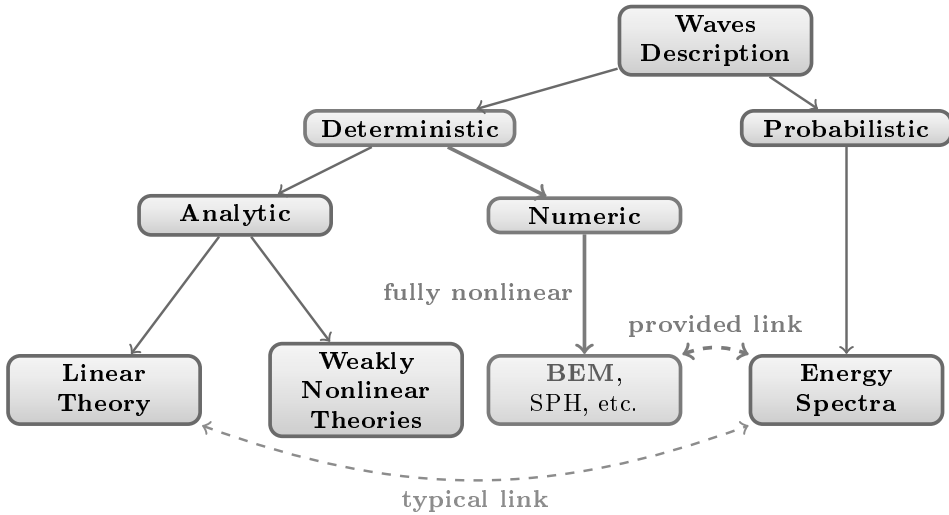 Waves
Description
Deterministic
Probabilistic
Analytic
Numeric
fully nonlinear
provided link
Linear
Theory
Weakly
Nonlinear
Theories
BEM,
SPH, etc.
Energy
Spectra
typical link